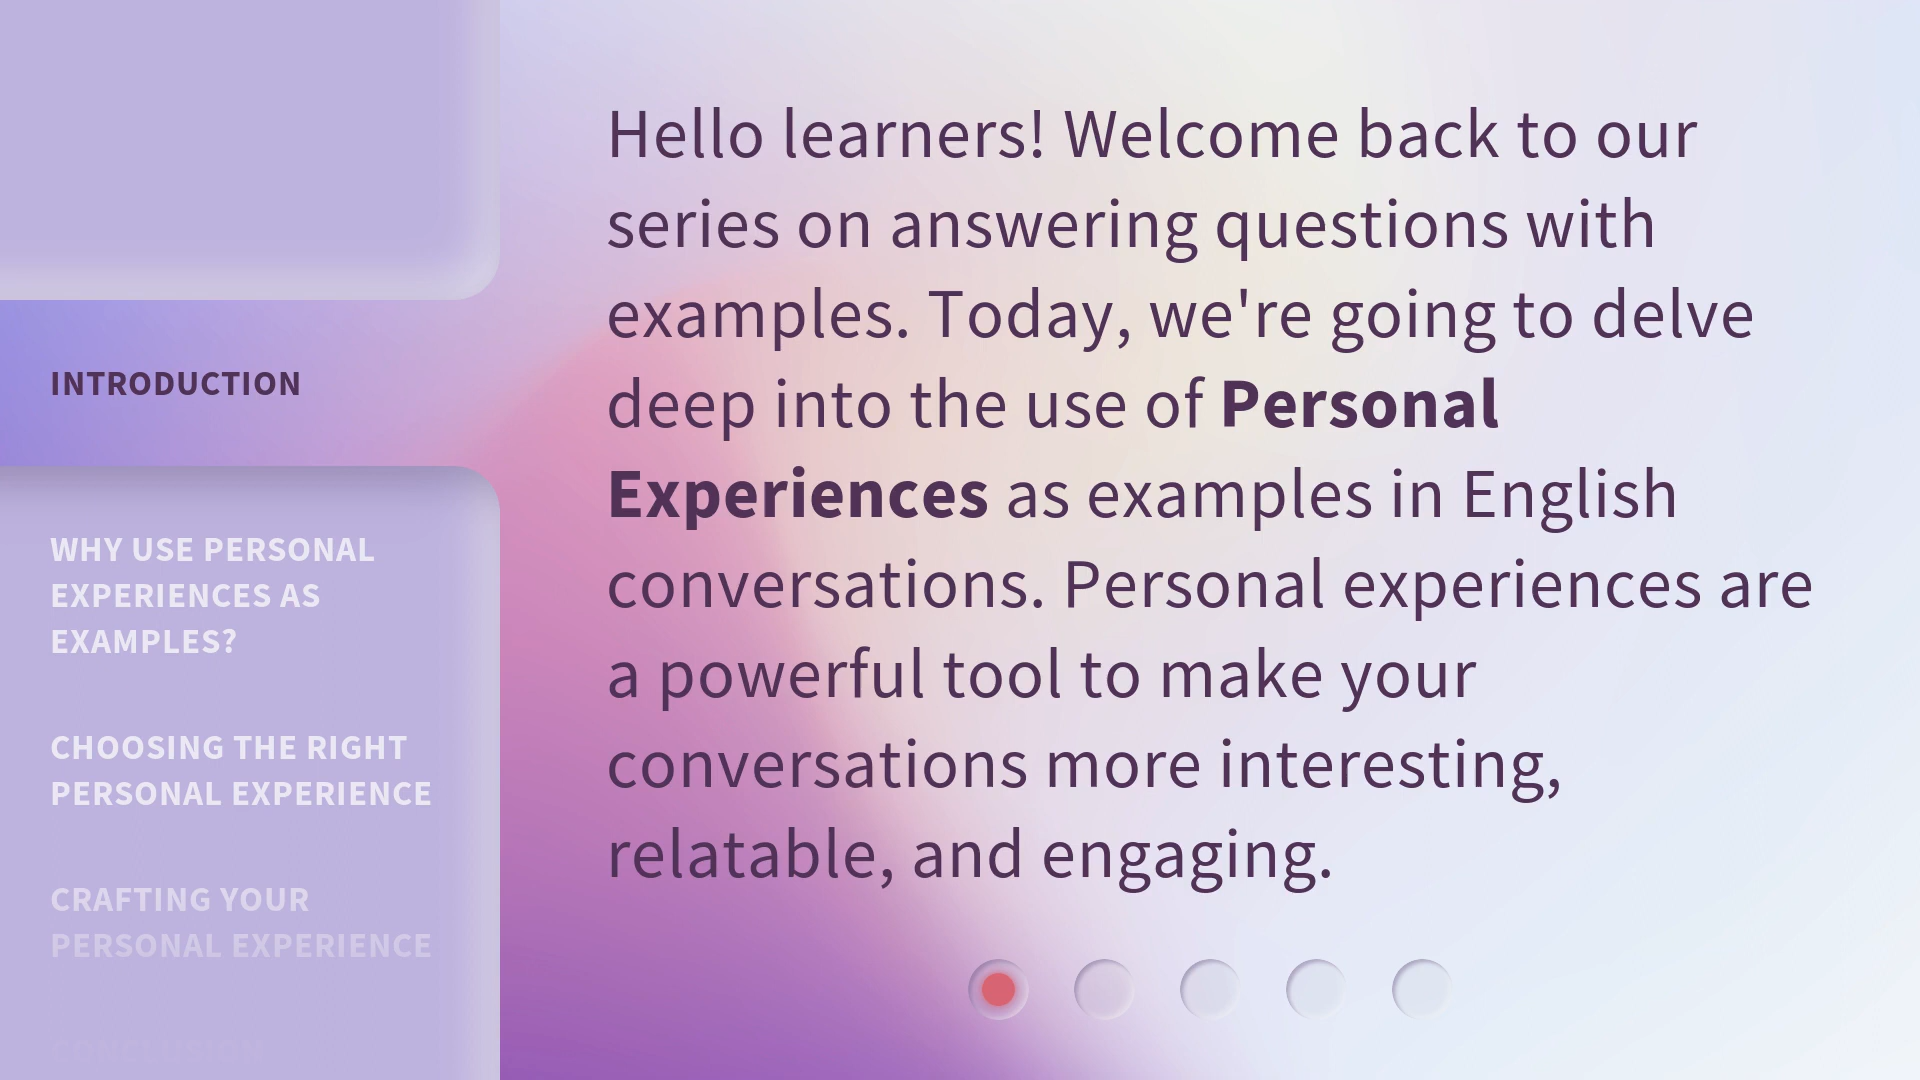 INTRODUCTION
WHY USE PERSONAL
EXPERIENCES AS
EXAMPLES?
CHOOSING THE RIGHT
PERSONAL EXPERIENCE
CRAFTING YOUR
PERSONAL EXPERIENCE
CONCLUSION
Hello learners! Welcome back to our
series on answering questions with
examples. Today, we're going to delve
deep into the use of Personal
Experiences as examples in English
conversations. Personal experiences are
a powerful tool to make your
conversations more interesting,
relatable, and engaging.